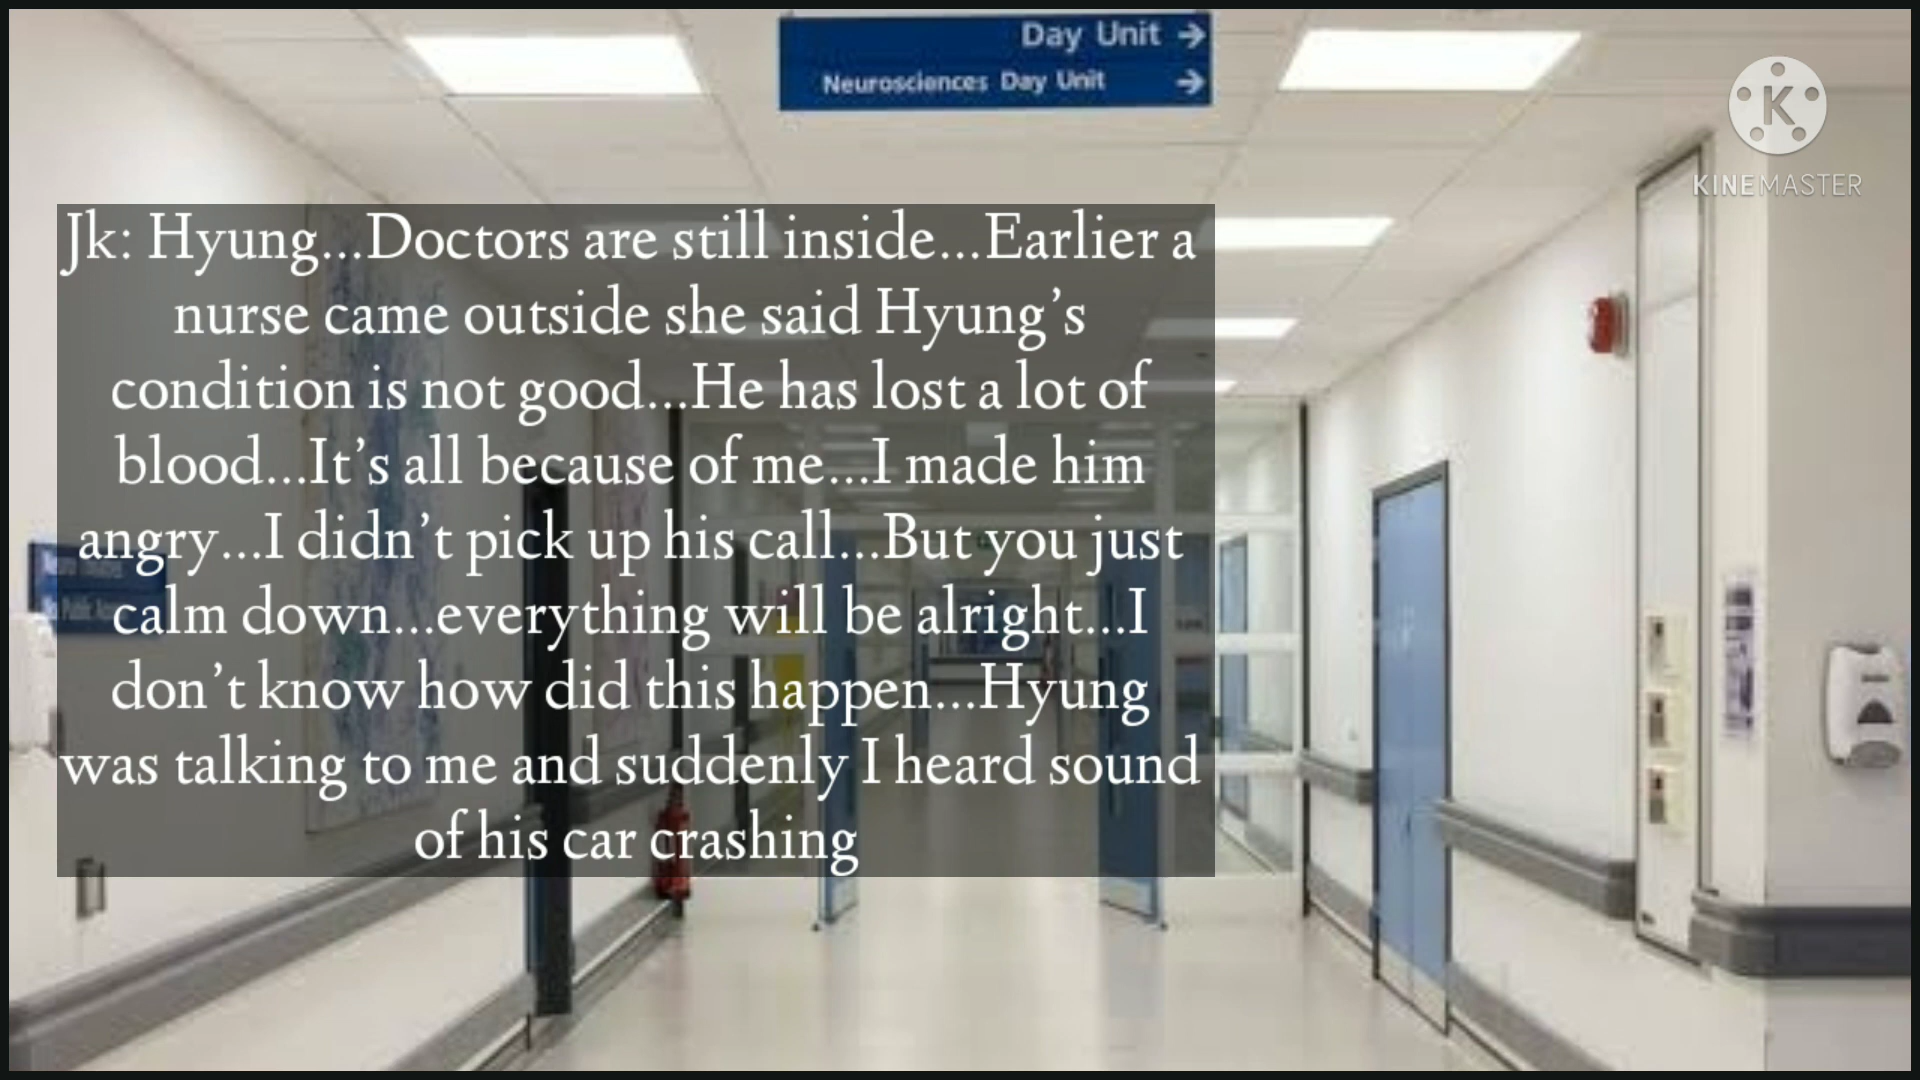 Day Unit →
Neurosciences Day Unit →
KINEMASTER
Jk: Hyung...Doctors are still inside...Earlier a
nurse came outside she said Hyung’s
condition is not good...He has lost a lot of
blood...It’s all because of me...I made him
angry...I didn’t pick up his call...But you just
calm down...everything will be alright...I
don’t know how did this happen...Hyung
was talking to me and suddenly I heard sound
of his car crashing